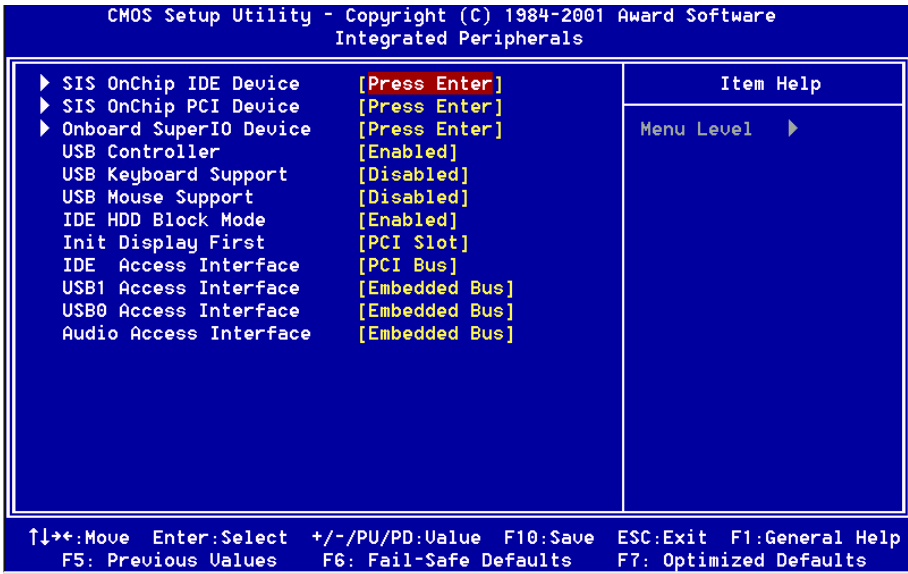 CMOS Setup Utility - Copyright (C) 1984-2001 Award Software
Integrated Peripherals
SIS OnChip IDE Device [Press Enter]
SIS OnChip PCI Device [Press Enter]
Onboard SuperIO Device [Press Enter]
USB Controller [Enabled]
USB Keyboard Support [Disabled]
USB Mouse Support [Disabled]
IDE HDD Block Mode [Enabled]
Init Display First [PCI Slot]
IDE  Access Interface [PCI Bus]
USB1 Access Interface [Embedded Bus]
USB0 Access Interface [Embedded Bus]
Audio Access Interface [Embedded Bus]
Item Help
Menu Level
↑↓→←:Move Enter:Select +/-/PU/PD:Value F10:Save ESC:Exit F1:General Help
F5: Previous Values F6: Fail-Safe Defaults F7: Optimized Defaults